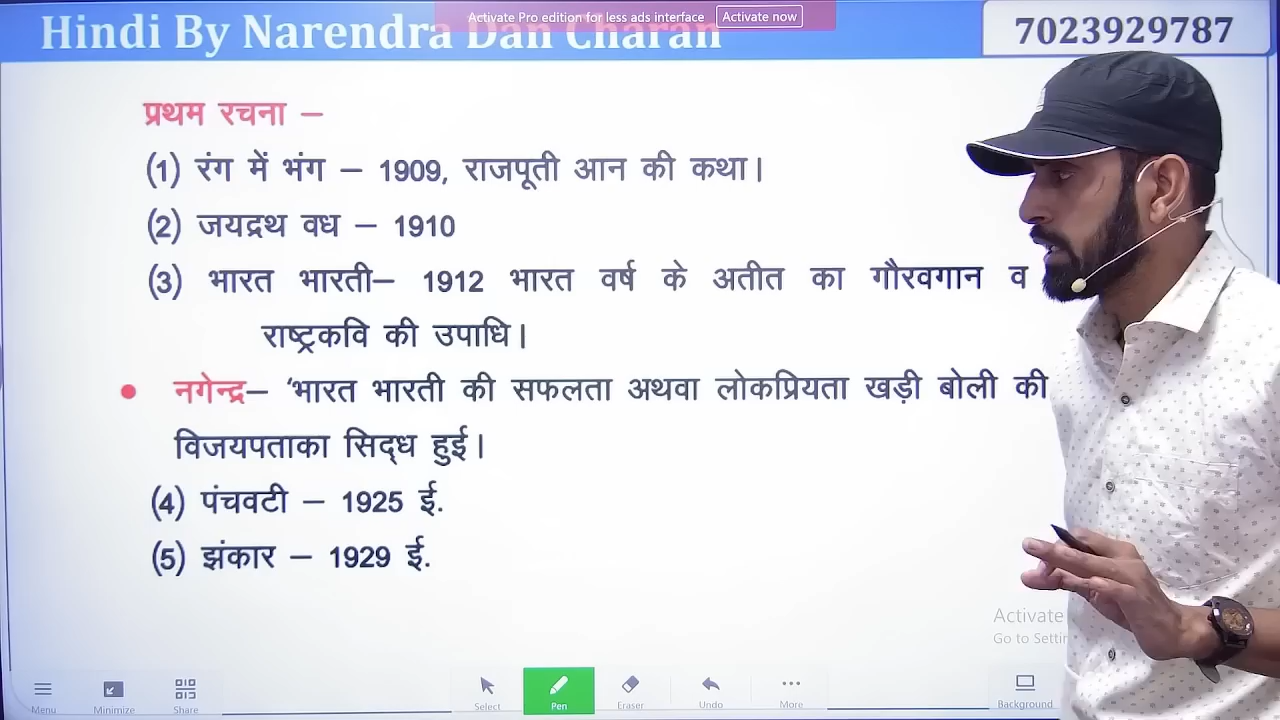 Activate Pro edition for less ads interface Activate now
Hindi By Narendra Dan Charan 7023929787
प्रथम रचना –
(1) रंग में भंग – 1909, राजपूती आन की कथा।
(2) जयद्रथ वध – 1910
(3) भारत भारती– 1912 भारत वर्ष के अतीत का गौरवगान व
राष्ट्रकवि की उपाधि।
• नगेन्द्र– ‘भारत भारती की सफलता अथवा लोकप्रियता खड़ी बोली की
विजयपताका सिद्ध हुई।
(4) पंचवटी – 1925 ई.
(5) झंकार – 1929 ई.
Activate
Go to
Menu Minimize Share Select Pen Eraser Undo More Background